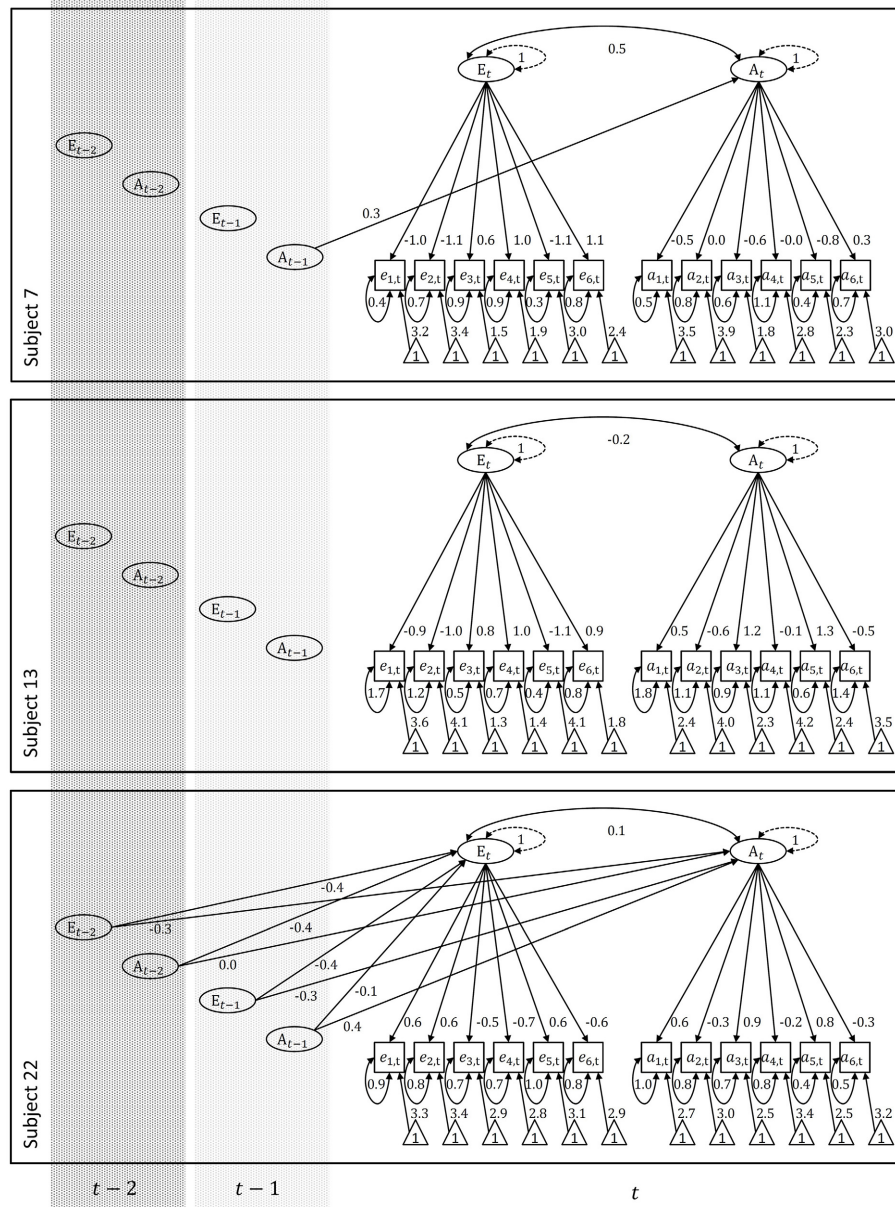 0.5
E_t 1 A_t 1
E_{t−2}
A_{t−2}
E_{t−1}
0.3
A_{t−1}
-1.0 -1.1 0.6 1.0 -1.1 1.1 -0.5 0.0 -0.6 -0.0 -0.8 0.3
e_{1,t} e_{2,t} e_{3,t} e_{4,t} e_{5,t} e_{6,t} a_{1,t} a_{2,t} a_{3,t} a_{4,t} a_{5,t} a_{6,t}
0.4 0.7 0.9 0.9 0.3 0.8 0.5 0.8 0.6 1.1 0.4 0.7
3.2 3.4 1.5 1.9 3.0 2.4 3.5 3.9 1.8 2.8 2.3 3.0
1 1 1 1 1 1 1 1 1 1 1 1
Subject 7
-0.2
E_t 1 A_t 1
E_{t−2}
A_{t−2}
E_{t−1}
A_{t−1}
-0.9 -1.0 0.8 1.0 -1.1 0.9 0.5 -0.6 1.2 -0.1 1.3 -0.5
e_{1,t} e_{2,t} e_{3,t} e_{4,t} e_{5,t} e_{6,t} a_{1,t} a_{2,t} a_{3,t} a_{4,t} a_{5,t} a_{6,t}
1.7 1.2 0.5 0.7 0.4 0.8 1.8 1.1 0.9 1.1 0.6 1.4
3.6 4.1 1.3 1.4 4.1 1.8 2.4 4.0 2.3 4.2 2.4 3.5
1 1 1 1 1 1 1 1 1 1 1 1
Subject 13
0.1
E_t 1 A_t 1
-0.4
E_{t−2} -0.3 -0.4
A_{t−2} 0.0 -0.4
E_{t−1} -0.3 -0.1
A_{t−1} 0.4
0.6 0.6 -0.5 -0.7 0.6 -0.6 0.6 -0.3 0.9 -0.2 0.8 -0.3
e_{1,t} e_{2,t} e_{3,t} e_{4,t} e_{5,t} e_{6,t} a_{1,t} a_{2,t} a_{3,t} a_{4,t} a_{5,t} a_{6,t}
0.9 0.8 0.7 0.7 1.0 0.8 1.0 0.8 0.7 0.8 0.4 0.5
3.3 3.4 2.9 2.8 3.1 2.9 2.7 3.0 2.5 3.4 2.5 3.2
1 1 1 1 1 1 1 1 1 1 1 1
Subject 22
t − 2 t − 1 t